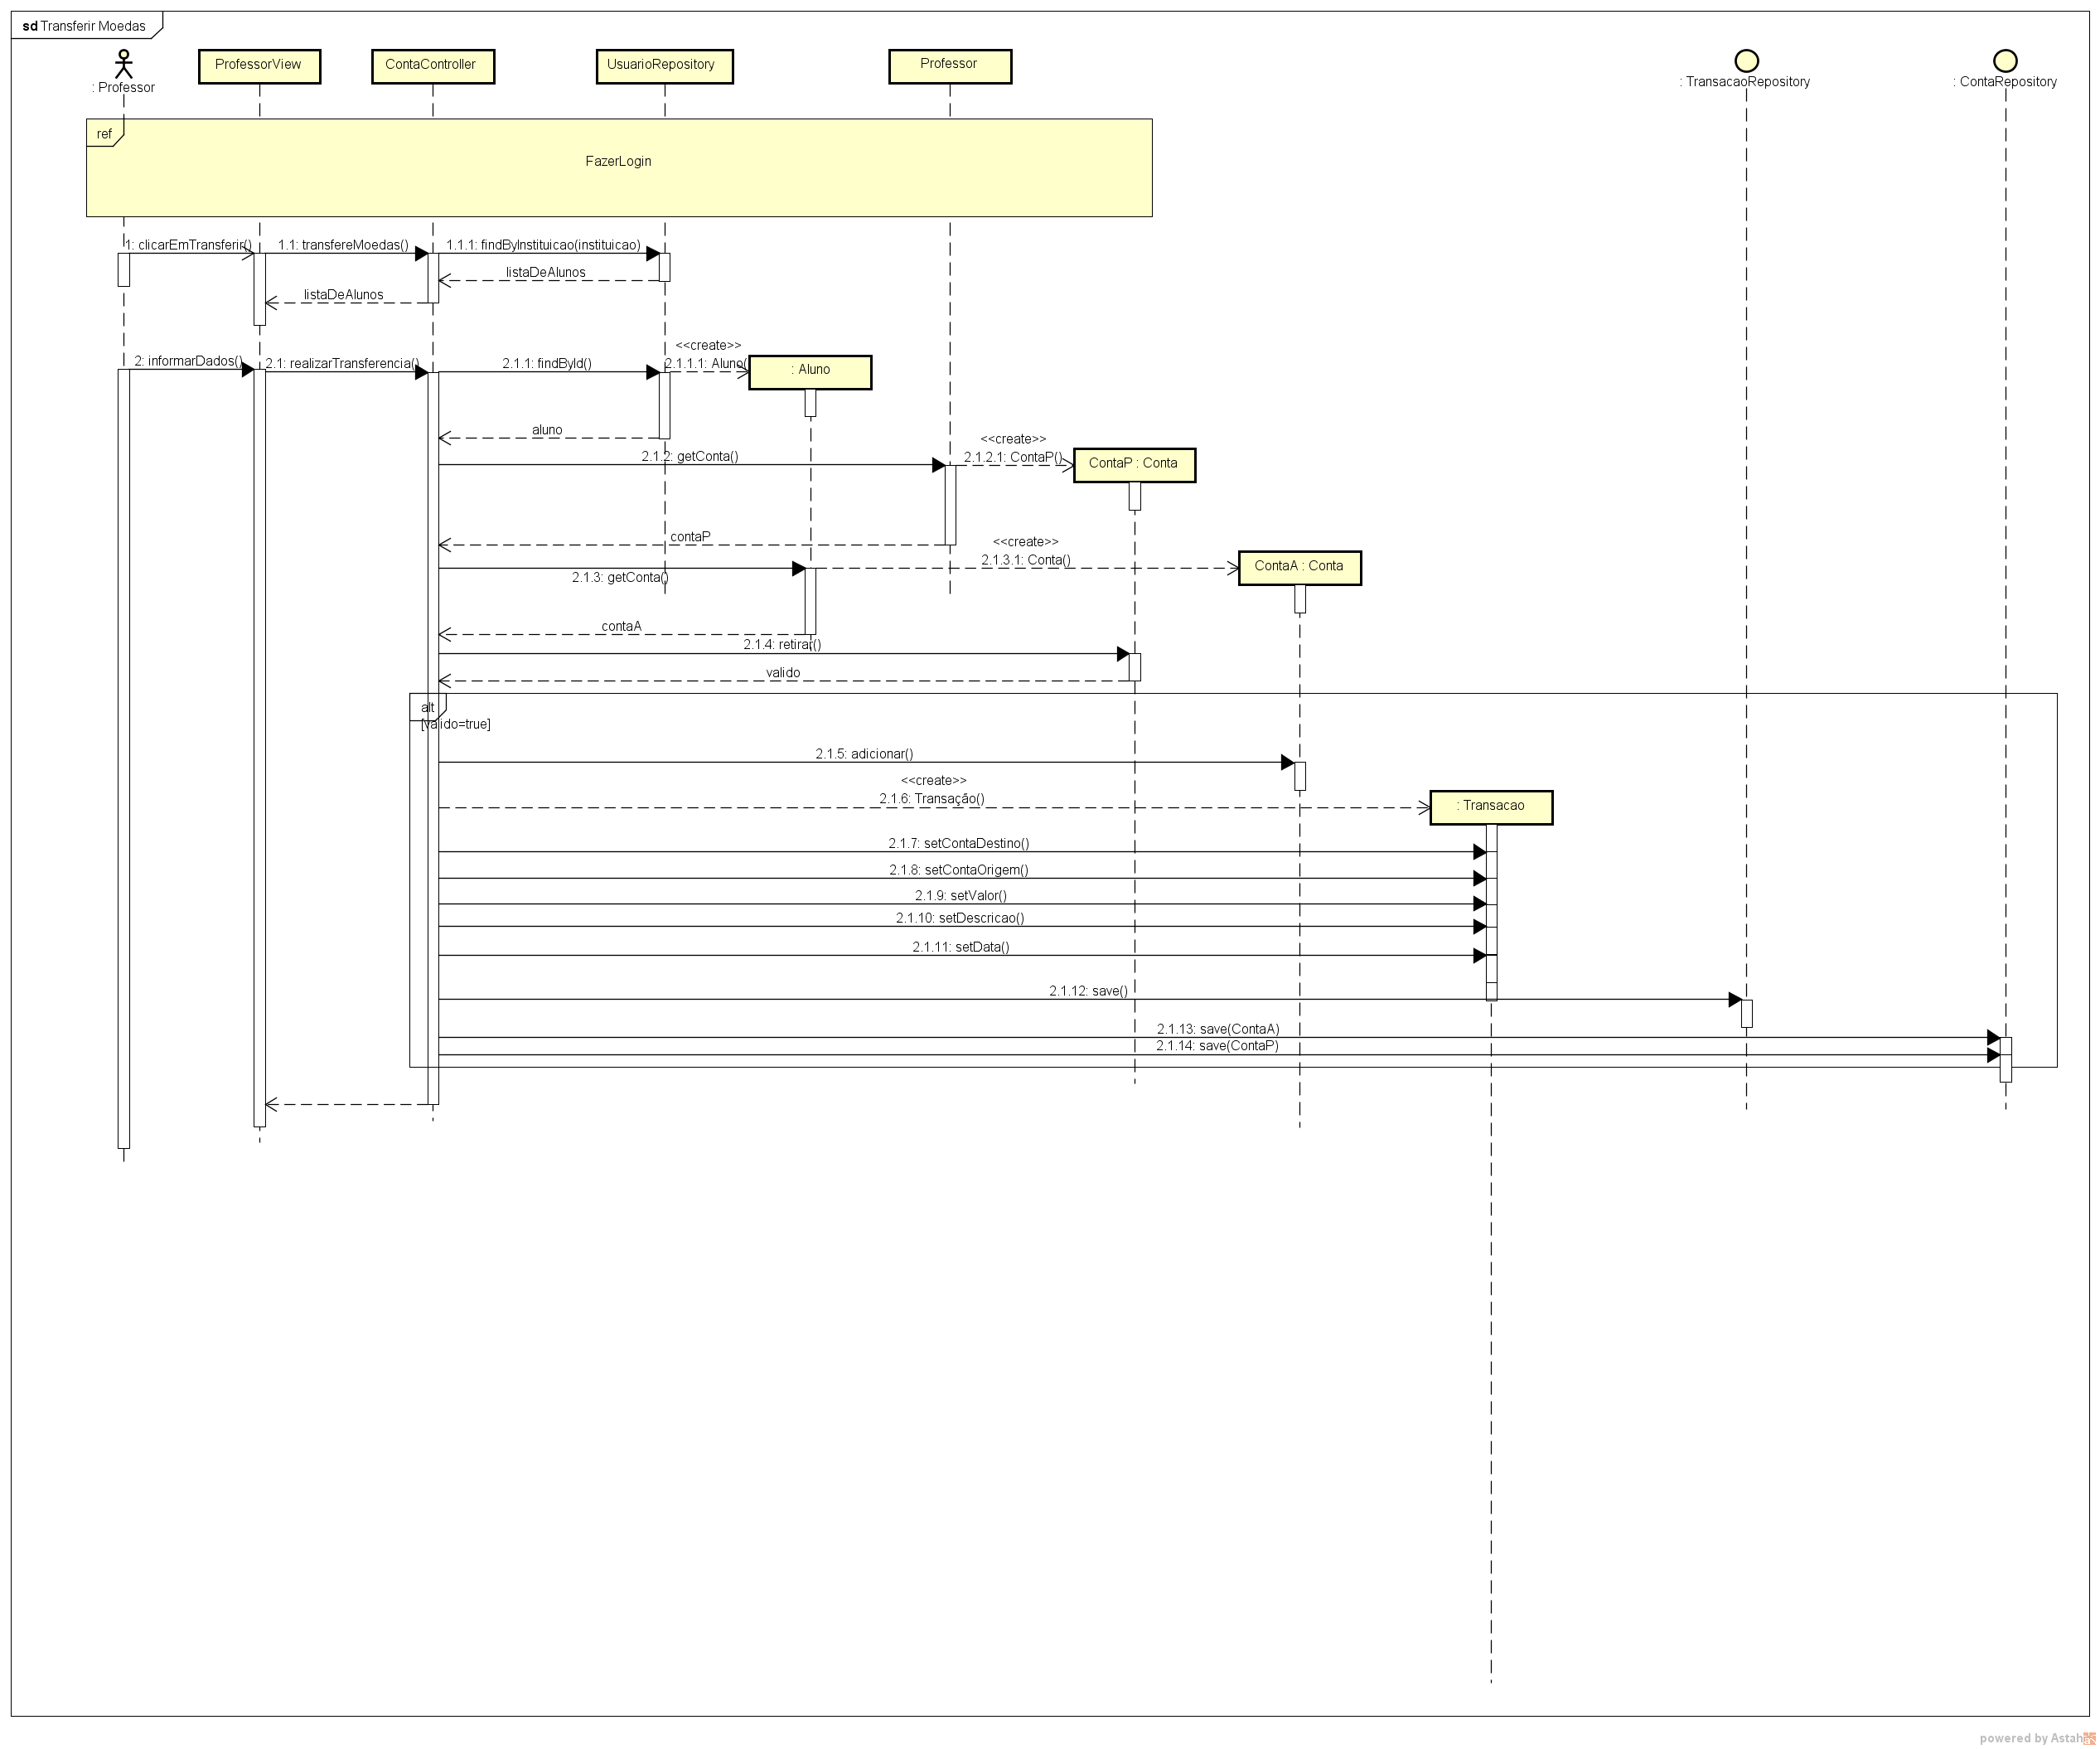 sd Transferir Moedas
: Professor
ProfessorView
ContaController
UsuarioRepository
Professor
: TransacaoRepository
: ContaRepository
ref
FazerLogin
1: clicarEmTransferir()
1.1: transfereMoedas()
1.1.1: findByInstituicao(instituicao)
listaDeAlunos
listaDeAlunos
<<create>>
2: informarDados()
2.1: realizarTransferencia()
2.1.1: findById()
2.1.1.1: Aluno(
: Aluno
aluno
<<create>>
2.1.2: getConta()
2.1.2.1: ContaP()
ContaP : Conta
contaP
<<create>>
2.1.3.1: Conta()
ContaA : Conta
2.1.3: getConta()
contaA
2.1.4: retirar()
valido
alt
[valido=true]
2.1.5: adicionar()
<<create>>
2.1.6: Transação()
: Transacao
2.1.7: setContaDestino()
2.1.8: setContaOrigem()
2.1.9: setValor()
2.1.10: setDescricao()
2.1.11: setData()
2.1.12: save()
2.1.13: save(ContaA)
2.1.14: save(ContaP)
powered by Astah